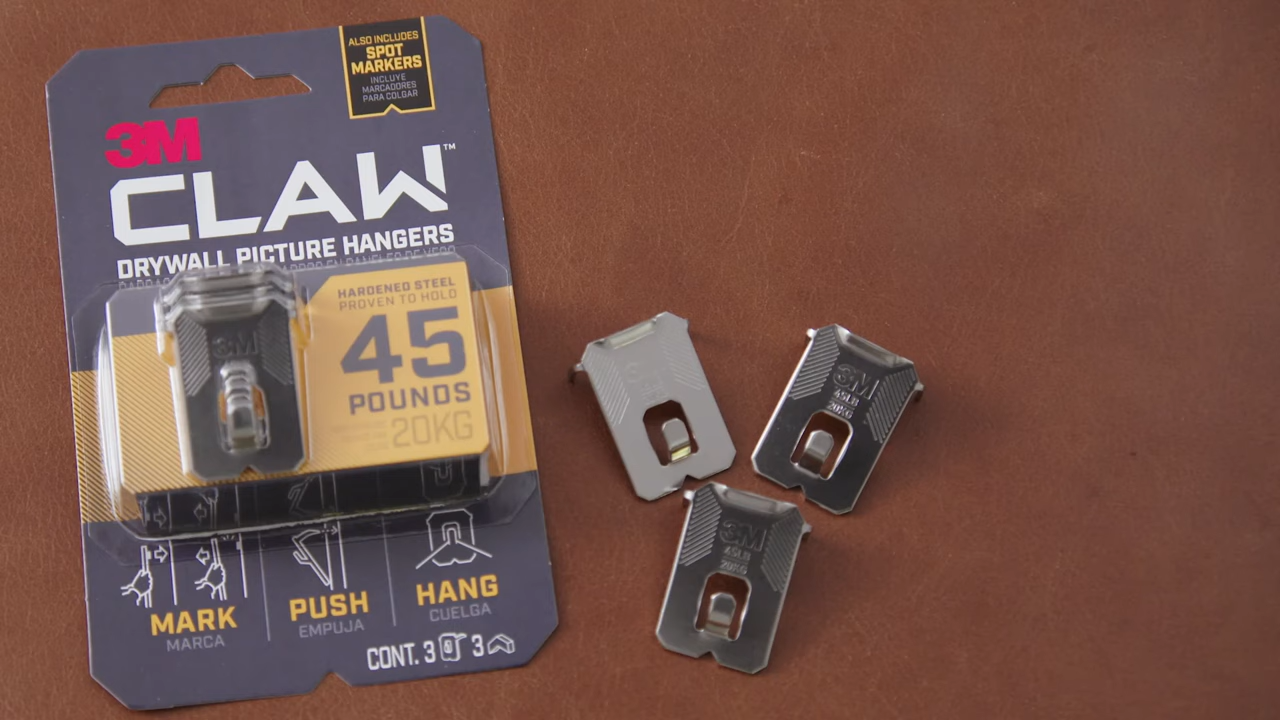 ALSO INCLUDES
SPOT
MARKERS
INCLUYE
MARCADORES
PARA COLGAR
3M
CLAW™
DRYWALL PICTURE HANGERS
HARDENED STEEL
PROVEN TO HOLD
45
POUNDS
20KG
3M
MARK
MARCA
PUSH
EMPUJA
HANG
CUELGA
CONT. 3 3
3M
45LB
20KG
3M
45LB
20KG